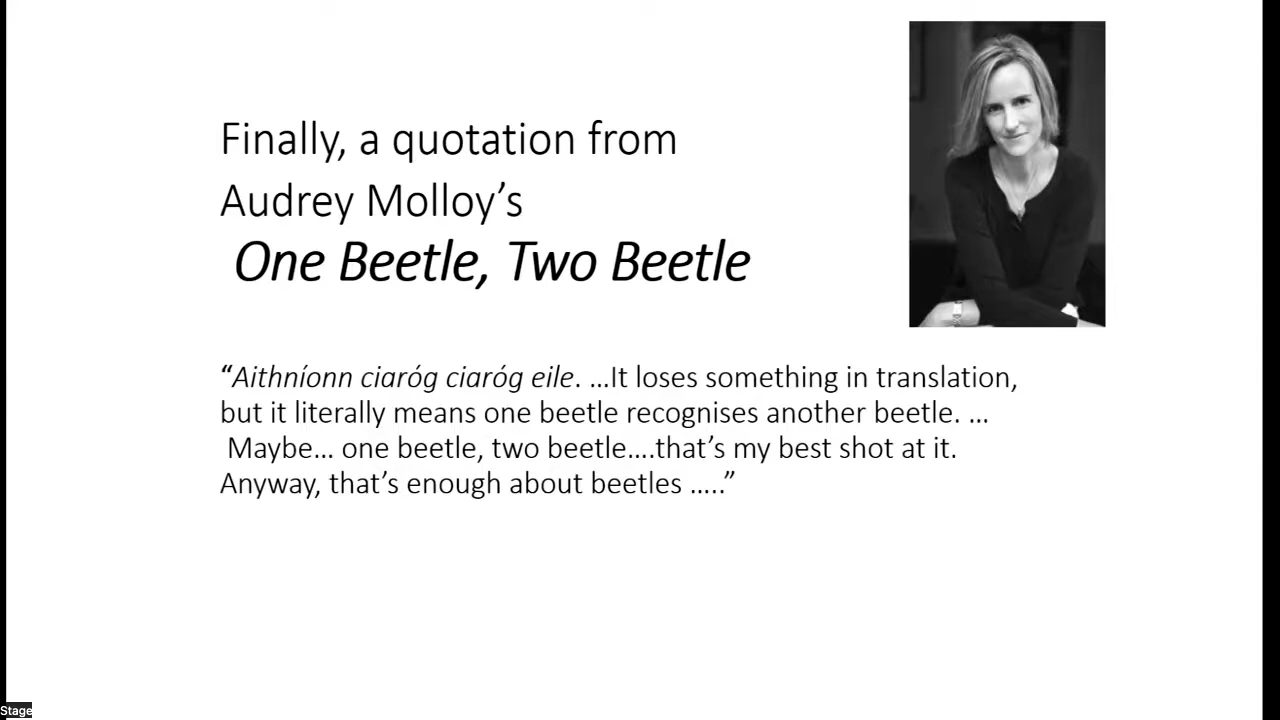 Finally, a quotation from
Audrey Molloy’s
One Beetle, Two Beetle
“Aithníonn ciaróg ciaróg eile. …It loses something in translation,
but it literally means one beetle recognises another beetle. …
Maybe… one beetle, two beetle….that’s my best shot at it.
Anyway, that’s enough about beetles …..”
Stage